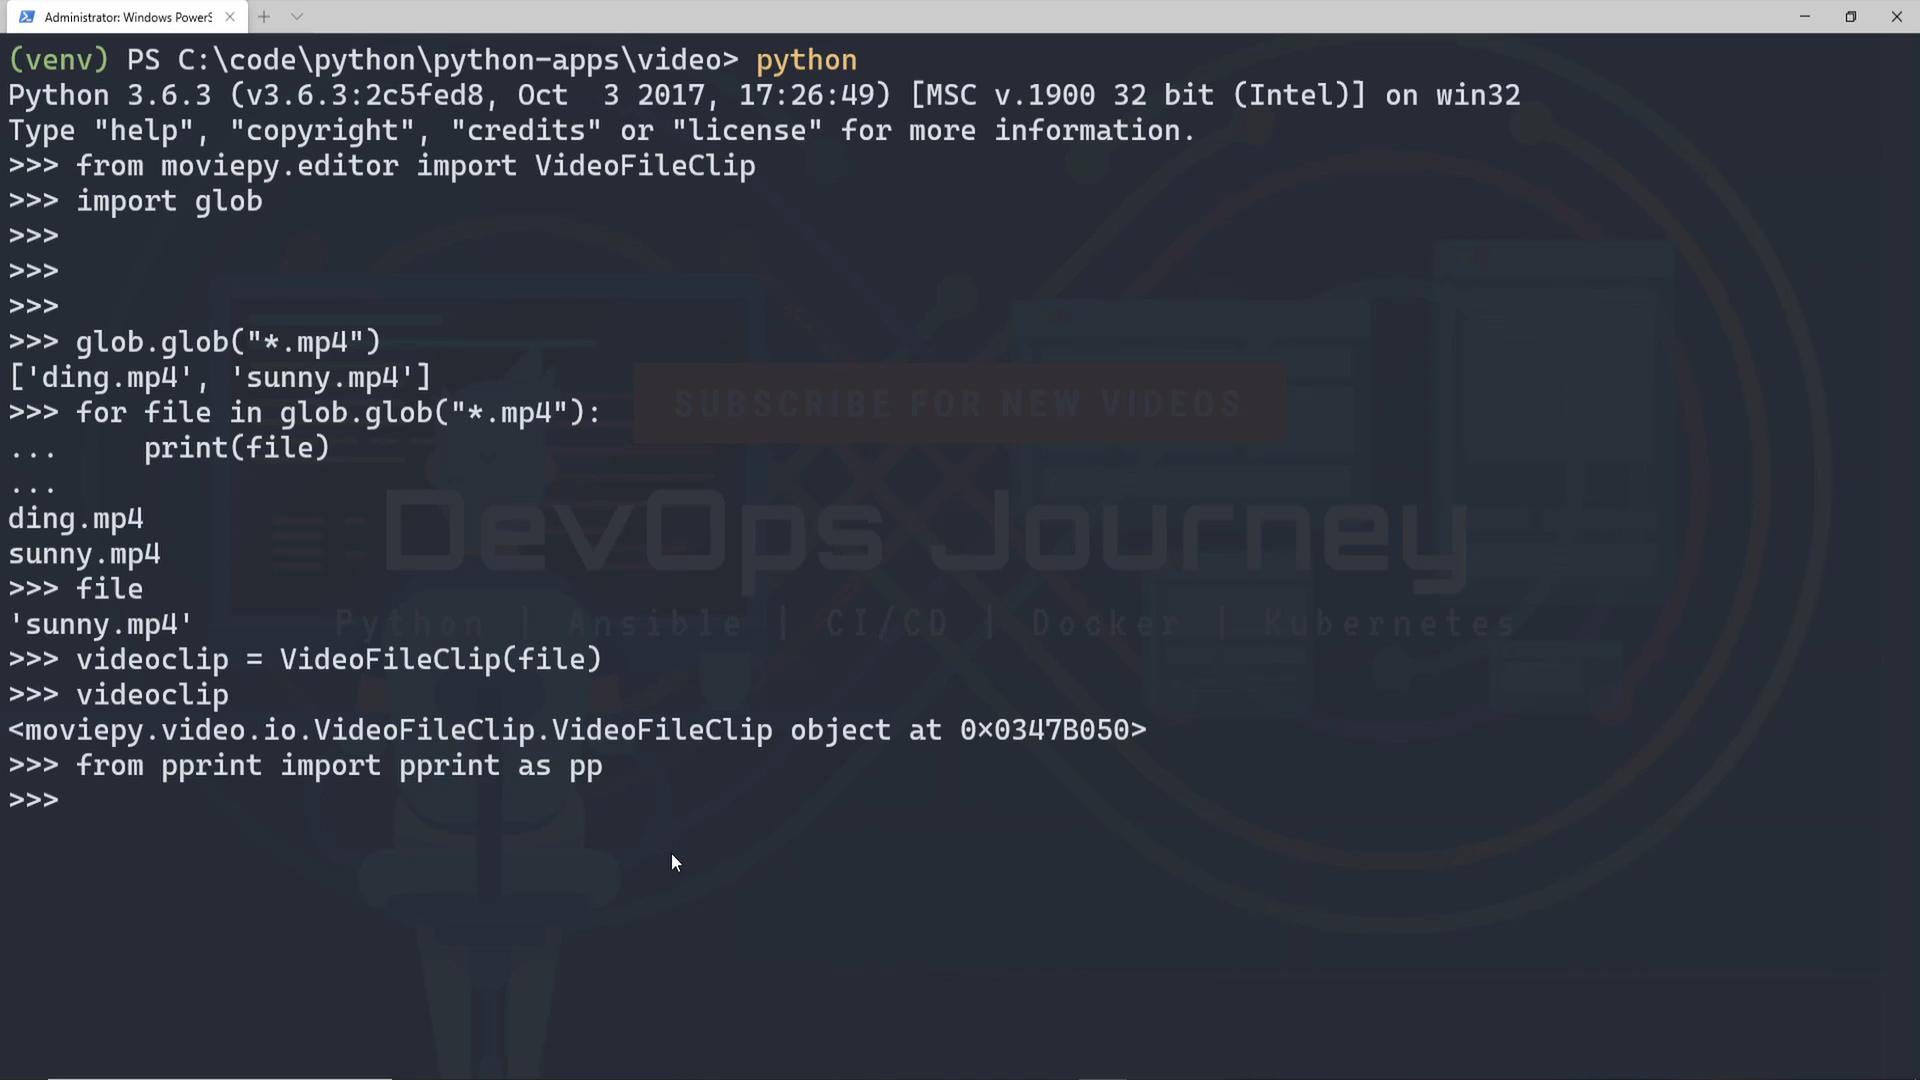 Administrator: Windows PowerS
(venv) PS C:\code\python\python-apps\video> python
Python 3.6.3 (v3.6.3:2c5fed8, Oct  3 2017, 17:26:49) [MSC v.1900 32 bit (Intel)] on win32
Type "help", "copyright", "credits" or "license" for more information.
>>> from moviepy.editor import VideoFileClip
>>> import glob
>>>
>>>
>>>
>>> glob.glob("*.mp4")
['ding.mp4', 'sunny.mp4']
>>> for file in glob.glob("*.mp4"):
...     print(file)
...
ding.mp4
sunny.mp4
>>> file
'sunny.mp4'
>>> videoclip = VideoFileClip(file)
>>> videoclip
<moviepy.video.io.VideoFileClip.VideoFileClip object at 0×0347B050>
>>> from pprint import pprint as pp
>>>
SUBSCRIBE FOR NEW VIDEOS
DevOps Journey
Python | Ansible | CI/CD | Docker | Kubernetes